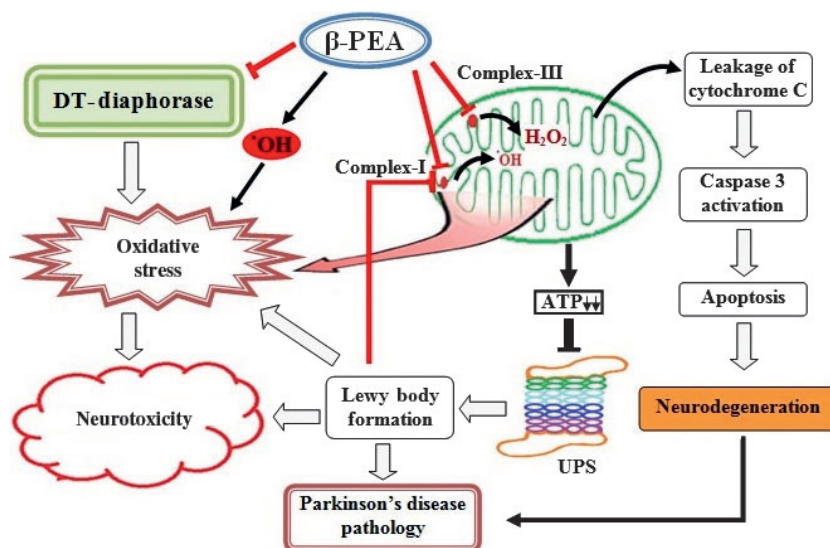 β-PEA
Complex-III
Leakage of
cytochrome C
DT-diaphorase
˙OH
H₂O₂
˙OH
Complex-I
Caspase 3
activation
Oxidative
stress
ATP↓↓
Apoptosis
Neurotoxicity
Lewy body
formation
UPS
Neurodegeneration
Parkinson’s disease
pathology